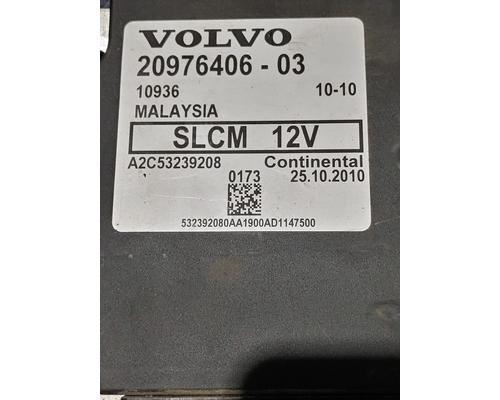 VOLVO
20976406 - 03
10936 10-10
MALAYSIA
SLCM 12V
A2C53239208 Continental
0173 25.10.2010
532392080AA1900AD1147500